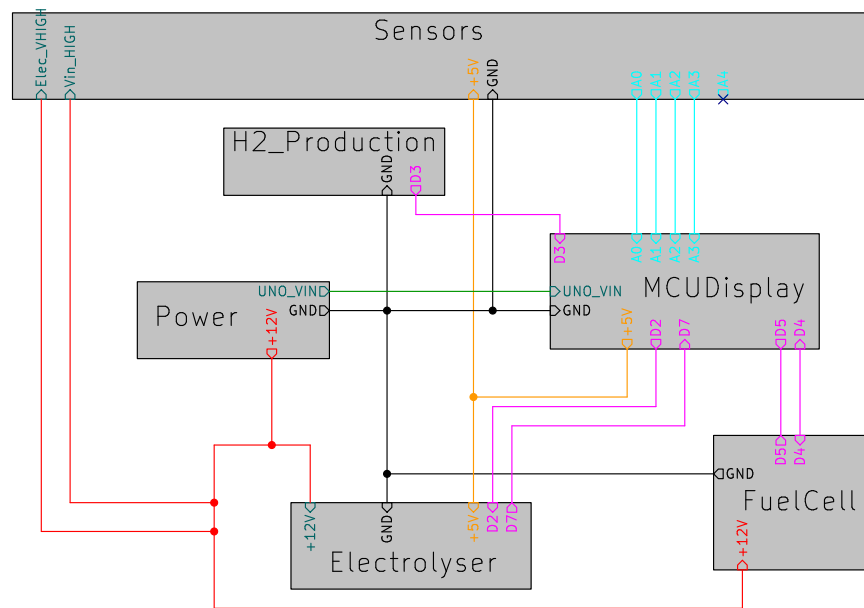 Sensors
Elec_VHIGH
Vin_HIGH
+5V
GND
A0
A1
A2
A3
A4
H2_Production
GND
D3
D3
A0
A1
A2
A3
UNO_VIN
GND
Power
+12V
UNO_VIN
GND
MCUDisplay
+5V
D2
D7
D5
D4
D5
D4
GND
FuelCell
+12V
+12V
GND
+5V
D2
D7
Electrolyser